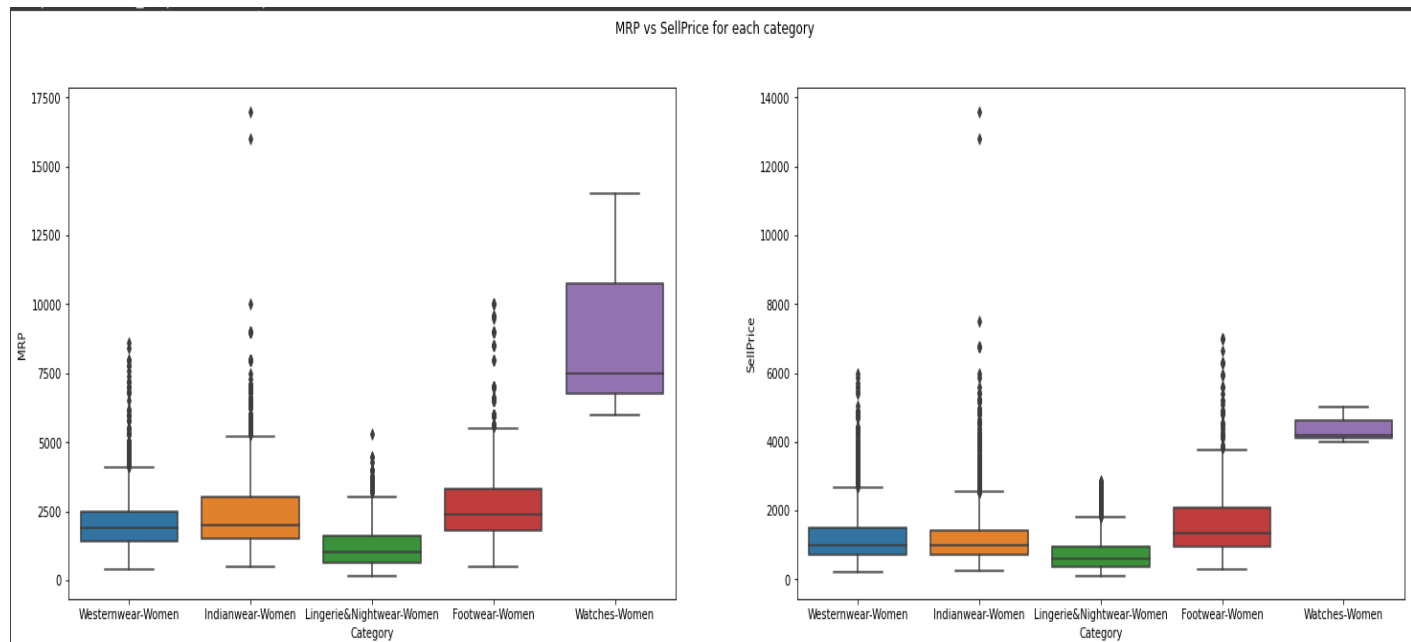 MRP vs SellPrice for each category
17500
15000
12500
10000
7500
5000
2500
0
MRP
Westernwear-Women Indianwear-Women Lingerie&Nightwear-Women Footwear-Women Watches-Women
Category
14000
12000
10000
8000
6000
4000
2000
0
SellPrice
Westernwear-Women Indianwear-Women Lingerie&Nightwear-Women Footwear-Women Watches-Women
Category